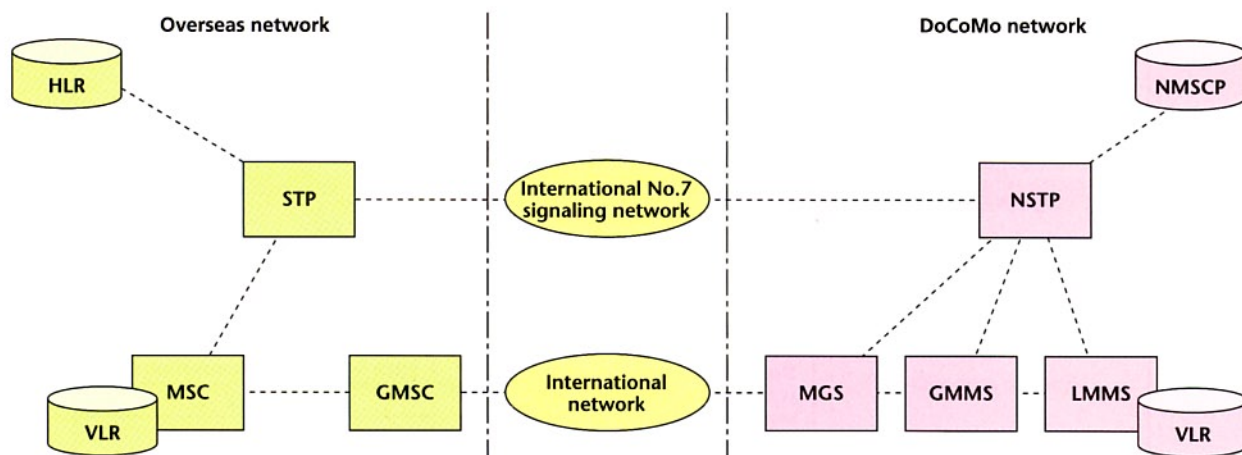 Overseas network
DoCoMo network
HLR
NMSCP
STP
International No.7
signaling network
NSTP
MSC
GMSC
International
network
MGS
GMMS
LMMS
VLR
VLR